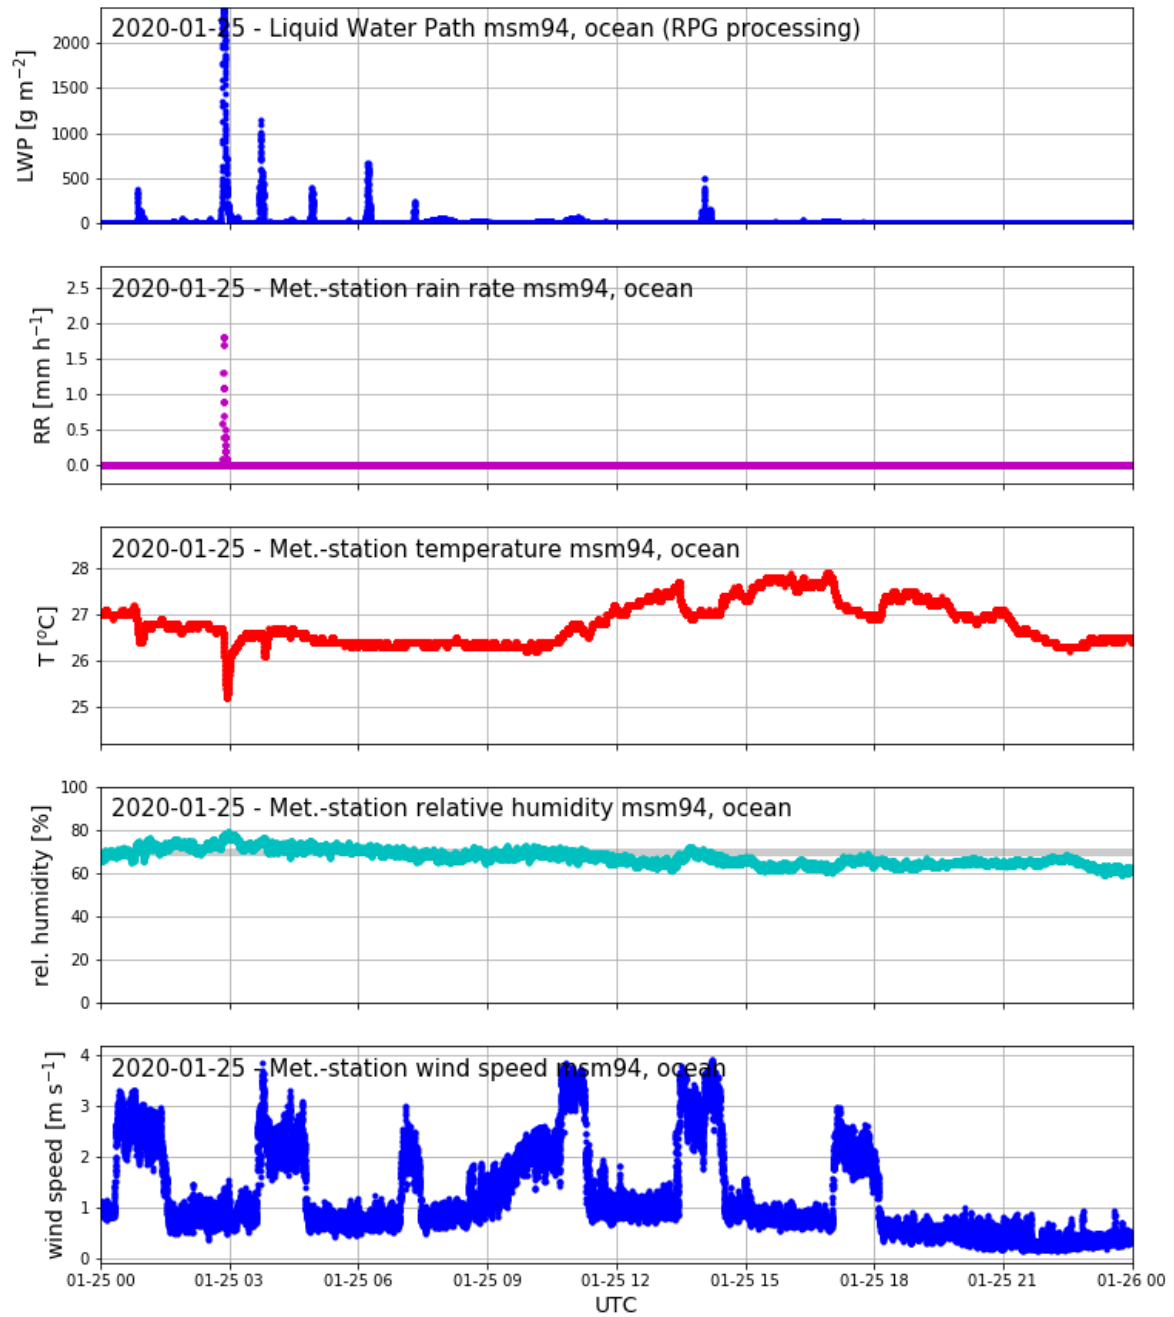 2020-01-25 - Liquid Water Path msm94, ocean (RPG processing)
LWP [g m⁻²]
2000
1500
1000
500
0
2020-01-25 - Met.-station rain rate msm94, ocean
RR [mm h⁻¹]
2.5
2.0
1.5
1.0
0.5
0.0
2020-01-25 - Met.-station temperature msm94, ocean
T [°C]
28
27
26
25
2020-01-25 - Met.-station relative humidity msm94, ocean
rel. humidity [%]
100
80
60
40
20
0
2020-01-25 - Met.-station wind speed msm94, ocean
wind speed [m s⁻¹]
4
3
2
1
0
01-25 00 01-25 03 01-25 06 01-25 09 01-25 12 01-25 15 01-25 18 01-25 21 01-26 00
UTC